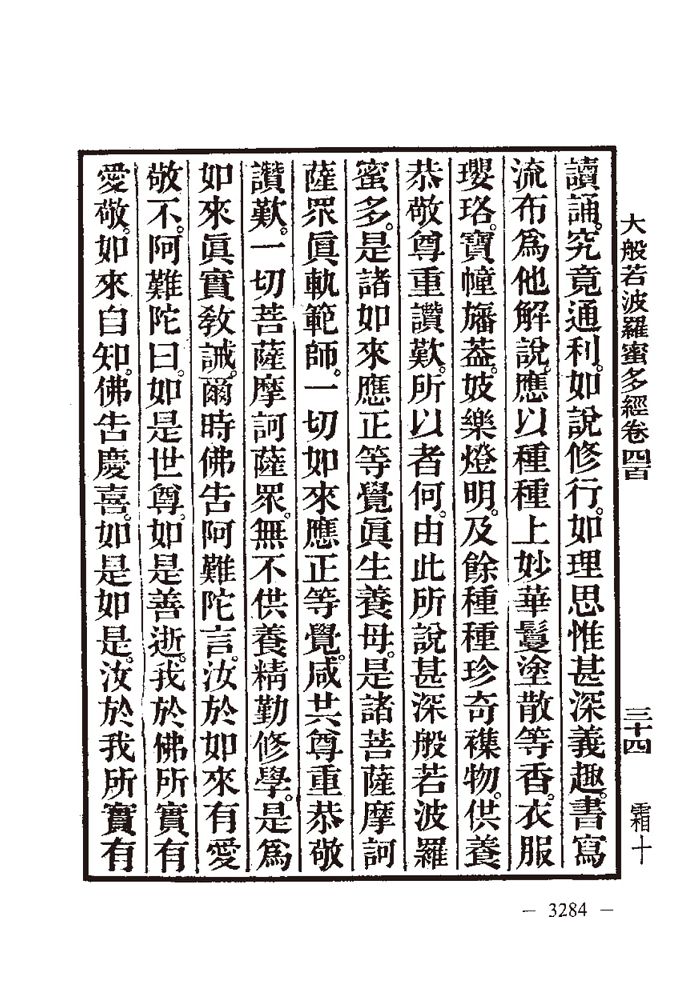 大般若波羅蜜多經卷四百　三十四　霜十
讀誦。究竟通利。如說修行。如理思惟甚深義趣。書寫
流布為他解說。應以種種上妙華鬘塗散等香。衣服
瓔珞。寶幢旛蓋。妓樂燈明。及餘種種珍奇襍物。供養
恭敬尊重讚歎。所以者何。由此所說甚深般若波羅
蜜多。是諸如來應正等覺眞生養母。是諸菩薩摩訶
薩眾眞軌範師。一切如來應正等覺。咸共尊重恭敬
讚歎。一切菩薩摩訶薩眾。無不供養精勤修學。是為
如來眞實教誡。爾時佛告阿難陀言。汝於如來有愛
敬不。阿難陀曰。如是世尊。如是善逝。我於佛所實有
愛敬。如來自知。佛告慶喜。如是如是。汝於我所實有
— 3284 —